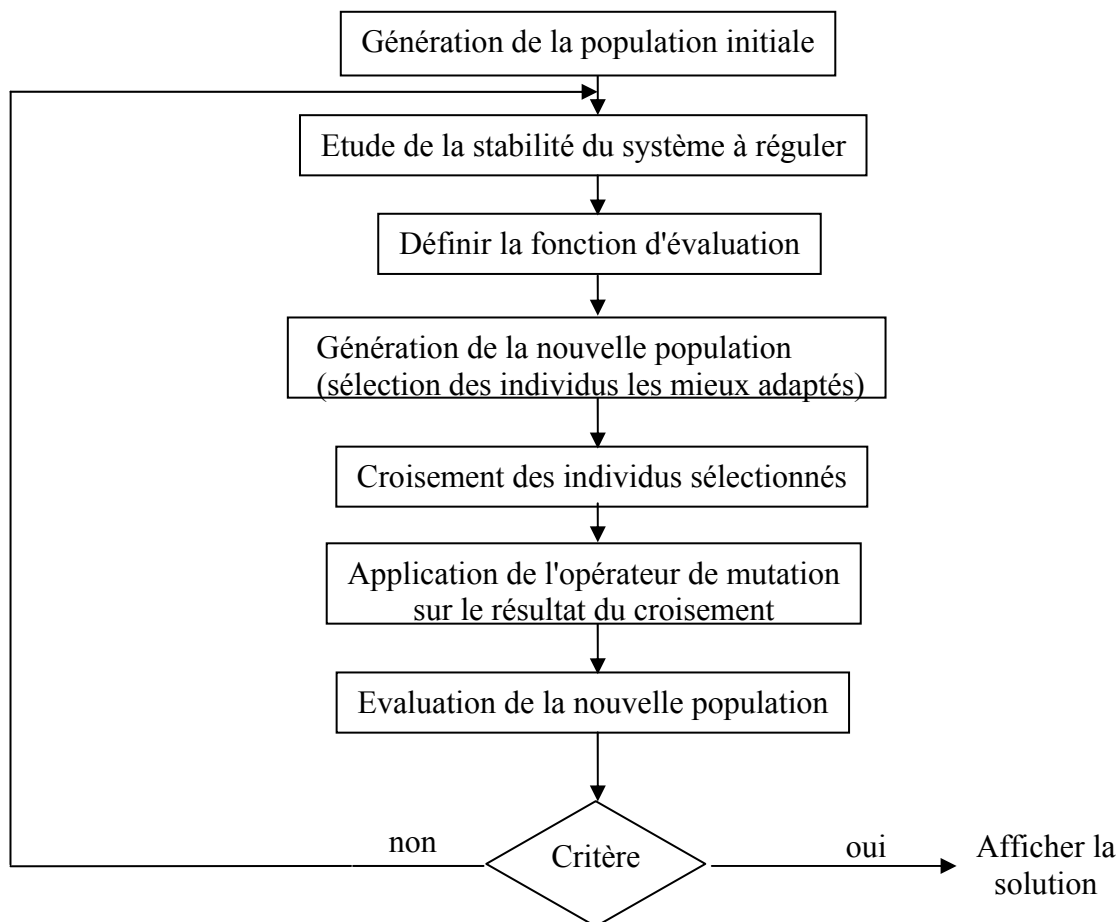 Génération de la population initiale
Etude de la stabilité du système à réguler
Définir la fonction d'évaluation
Génération de la nouvelle population
(sélection des individus les mieux adaptés)
Croisement des individus sélectionnés
Application de l'opérateur de mutation
sur le résultat du croisement
Evaluation de la nouvelle population
non
Critère
oui
Afficher la
solution